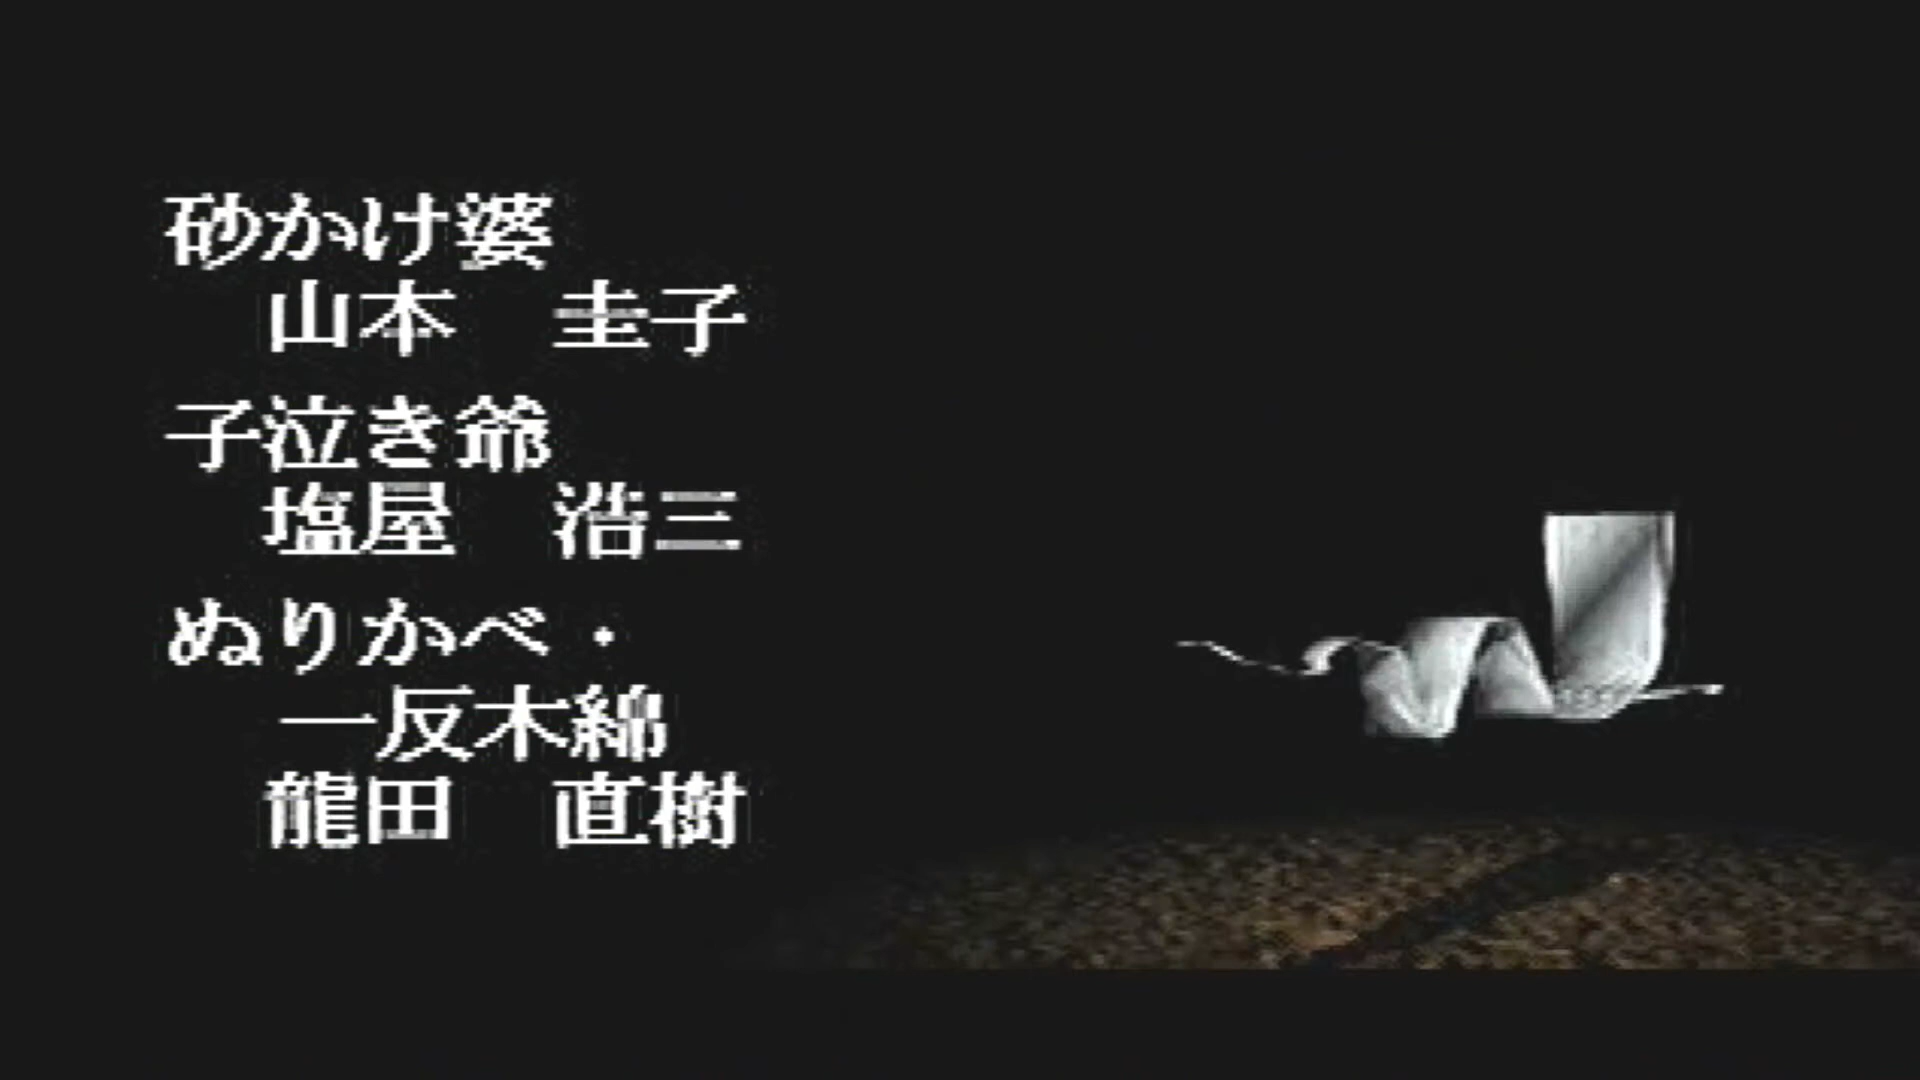 砂かけ婆
山本　圭子
子泣き爺
塩屋　浩三
ぬりかべ・
一反木綿
龍田　直樹